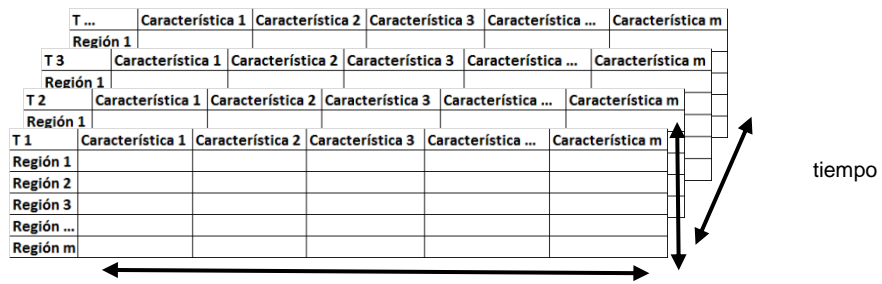 T ... Característica 1 Característica 2 Característica 3 Característica ... Característica m
Región 1
T 3 Característica 1 Característica 2 Característica 3 Característica ... Característica m
Región 1
T 2 Característica 1 Característica 2 Característica 3 Característica ... Característica m
Región 1
T 1 Característica 1 Característica 2 Característica 3 Característica ... Característica m
Región 1
Región 2
Región 3
Región ...
Región m
tiempo